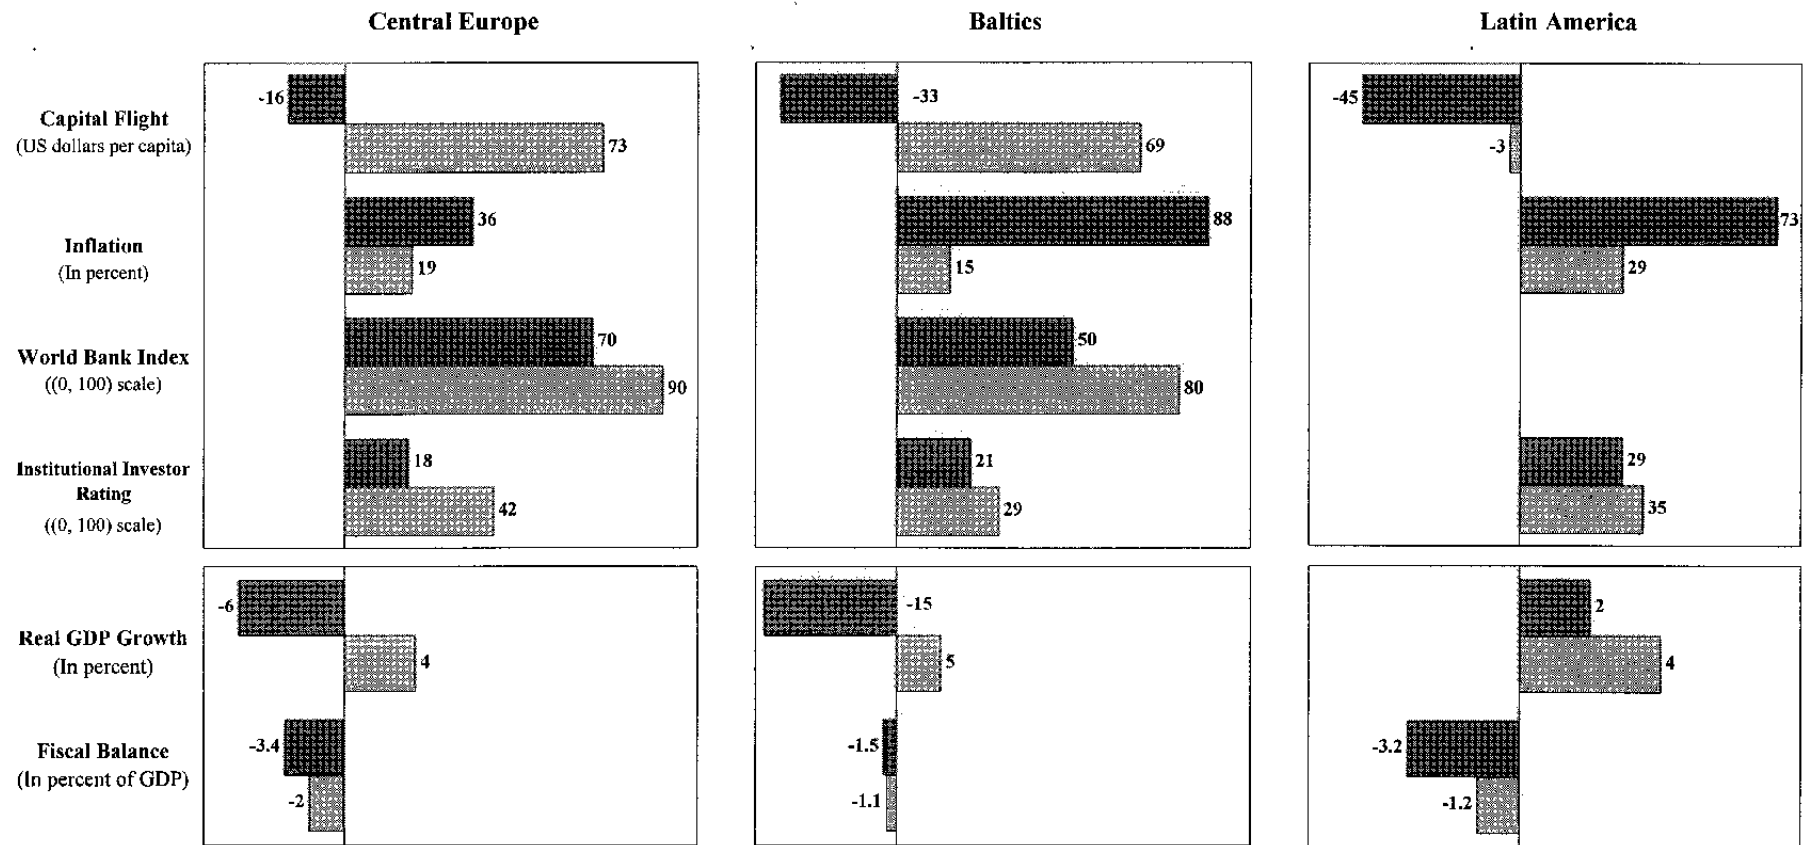 Central Europe
Baltics
Latin America
Capital Flight
(US dollars per capita)
-16
73
-33
69
-45
-3
Inflation
(In percent)
36
19
88
15
73
29
World Bank Index
((0, 100) scale)
70
90
50
80
Institutional Investor
Rating
((0, 100) scale)
18
42
21
29
29
35
Real GDP Growth
(In percent)
-6
4
-15
5
2
4
Fiscal Balance
(In percent of GDP)
-3.4
-2
-1.5
-1.1
-3.2
-1.2